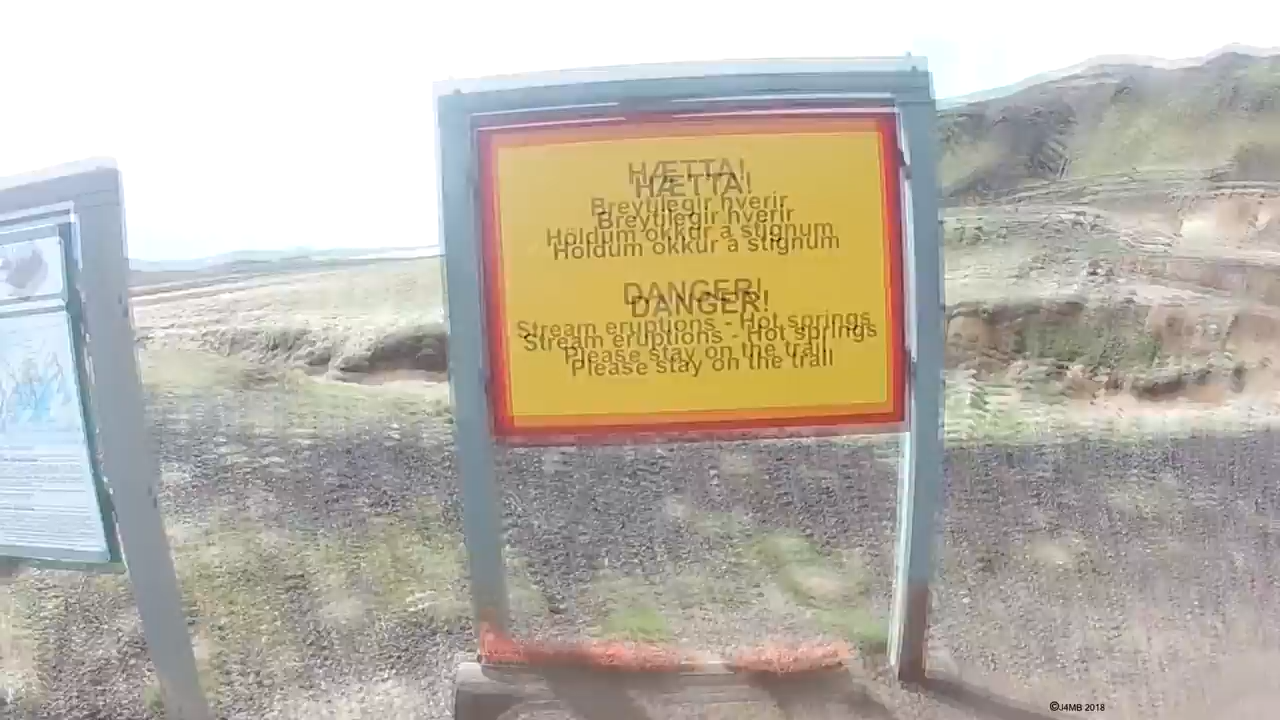 HÆTTA!
Breytilegir hverir
Höldum okkur á stígnum
DANGER!
Stream eruptions - Hot springs
Please stay on the trail
©J4MB 2018